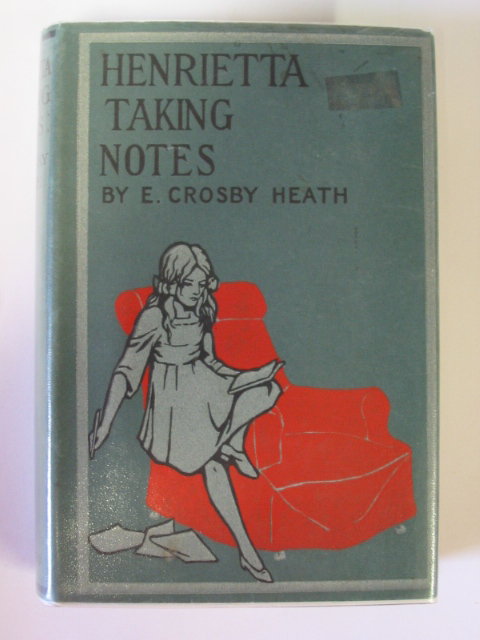 HENRIETTA
TAKING
NOTES
BY E. CROSBY HEATH